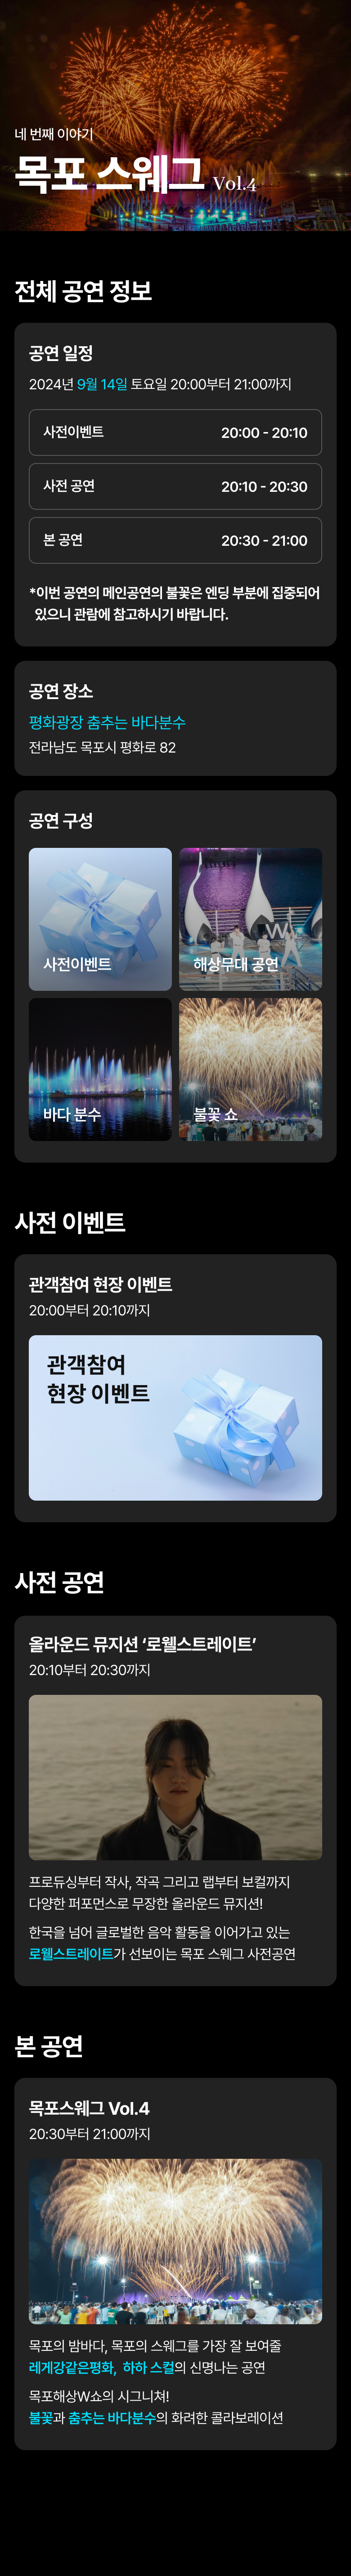 네 번째 이야기
목포 스웨그 Vol.4
전체 공연 정보
공연 일정
2024년 9월 14일 토요일 20:00부터 21:00까지
사전이벤트 20:00 - 20:10
사전 공연 20:10 - 20:30
본 공연 20:30 - 21:00
*이번 공연의 메인공연의 불꽃은 엔딩 부분에 집중되어
있으니 관람에 참고하시기 바랍니다.
공연 장소
평화광장 춤추는 바다분수
전라남도 목포시 평화로 82
공연 구성
사전이벤트
W
해상무대 공연
바다 분수
불꽃 쇼
사전 이벤트
관객참여 현장 이벤트
20:00부터 20:10까지
관객참여
현장 이벤트
사전 공연
올라운드 뮤지션 ‘로웰스트레이트’
20:10부터 20:30까지
프로듀싱부터 작사, 작곡 그리고 랩부터 보컬까지
다양한 퍼포먼스로 무장한 올라운드 뮤지션!
한국을 넘어 글로벌한 음악 활동을 이어가고 있는
로웰스트레이트가 선보이는 목포 스웨그 사전공연
본 공연
목포스웨그 Vol.4
20:30부터 21:00까지
목포의 밤바다, 목포의 스웨그를 가장 잘 보여줄
레게강같은평화, 하하 스컬의 신명나는 공연
목포해상W쇼의 시그니쳐!
불꽃과 춤추는 바다분수의 화려한 콜라보레이션